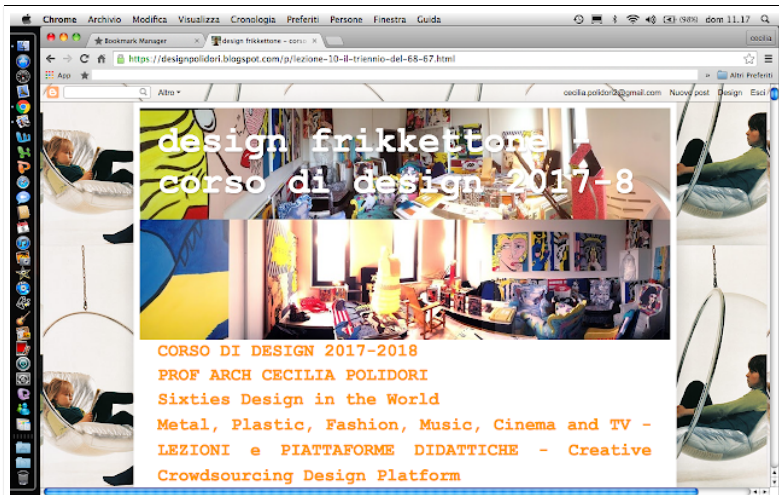 Chrome Archivio Modifica Visualizza Cronologia Preferiti Persone Finestra Guida (98%) dom 11.17
Bookmark Manager × design frikkettone - corso ×
cecilia
https://designpolidori.blogspot.com/p/lezione-10-il-triennio-del-68-67.html
App » Altri Preferiti
Altro cecilia.polidori2@gmail.com Nuovo post Design Esci
design frikkettone -
corso di design 2017-8
CORSO DI DESIGN 2017-2018
PROF ARCH CECILIA POLIDORI
Sixties Design in the World
Metal, Plastic, Fashion, Music, Cinema and TV -
LEZIONI e PIATTAFORME DIDATTICHE - Creative
Crowdsourcing Design Platform